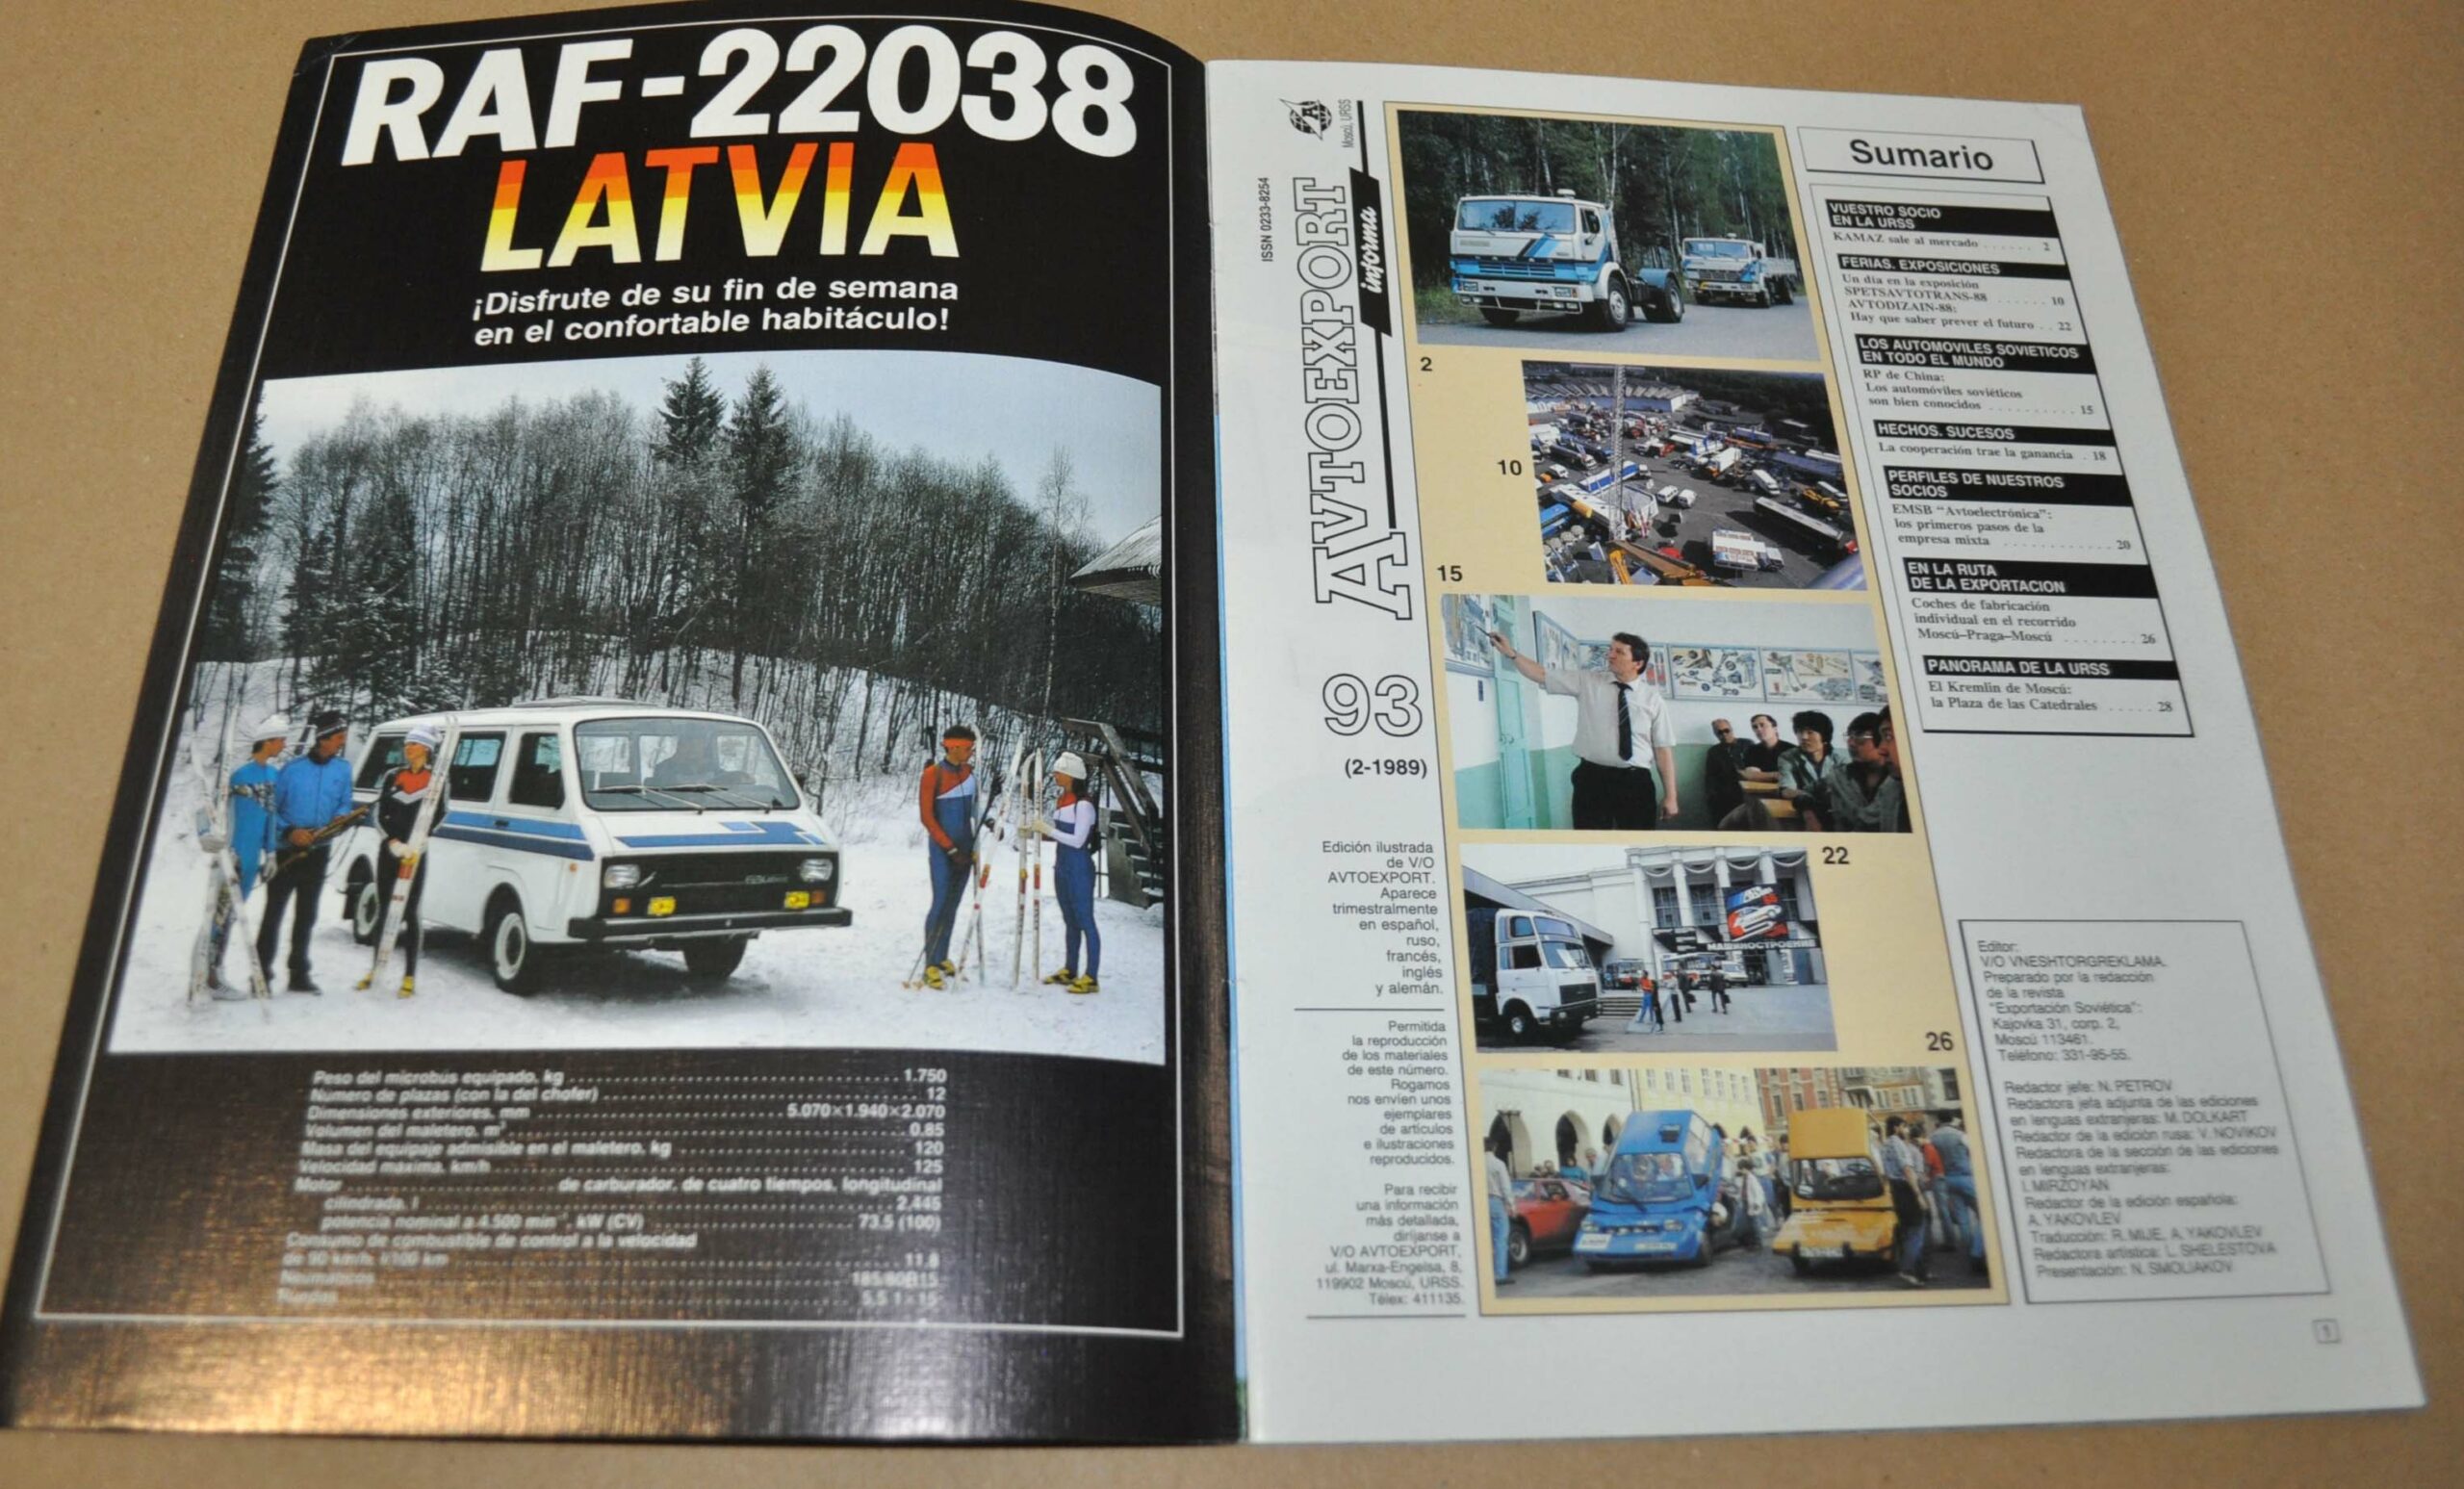 RAF-22038
LATVIA
¡Disfrute de su fin de semana
en el confortable habitáculo!
Peso del microbús equipado, kg 1.750
Numero de plazas (con la del chofer) 12
Dimensiones exteriores, mm 5.070×1.940×2.070
Volumen del maletero, m³ 0,85
Masa del equipaje admisible en el maletero, kg 120
Velocidad maxima, km/h 125
Motor de carburador, de cuatro tiempos, longitudinal
cilindrada, l 2,445
potencia nominal a 4.500 min⁻¹, kW (CV) 73,5 (100)
Consumo de combustible de control a la velocidad
de 90 km/h, l/100 km 11,8
Neumáticos
Ruedas
Moscú, URSS
ISSN 0233-8254
AVTOEXPORT
informa
93
(2-1989)
Edición ilustrada
de V/O
AVTOEXPORT.
Aparece
trimestralmente
en español,
ruso,
francés,
inglés
y alemán.
Permitida
la reproducción
de los materiales
de este número.
Rogamos
nos envíen unos
ejemplares
de artículos
e ilustraciones
reproducidos.
Para recibir
una información
más detallada,
diríjanse a
V/O AVTOEXPORT,
ul. Marxa-Engelsa, 8,
119902 Moscú, URSS.
Télex: 411135.
2
10
15
22
МАШИНОСТРОЕНИЕ
26
Sumario
VUESTRO SOCIO
EN LA URSS
KAMAZ sale al mercado 2
FERIAS. EXPOSICIONES
Un día en la exposición
SPETSAVTOTRANS-88 10
AVTODIZAIN-88:
Hay que saber prever el futuro 22
LOS AUTOMOVILES SOVIETICOS
EN TODO EL MUNDO
RP de China:
Los automóviles soviéticos
son bien conocidos 15
HECHOS. SUCESOS
La cooperación trae la ganancia 18
PERFILES DE NUESTROS
SOCIOS
EMSB “Avtoelectrónica”:
los primeros pasos de la
empresa mixta 20
EN LA RUTA
DE LA EXPORTACION
Coches de fabricación
individual en el recorrido
Moscú–Praga–Moscú 26
PANORAMA DE LA URSS
El Kremlin de Moscú:
la Plaza de las Catedrales 28
Editor:
V/O VNESHTORGREKLAMA.
Preparado por la redacción
de la revista
“Exportación Soviética”:
Kajovka 31, corp. 2,
Moscú 113461.
Teléfono: 331-95-55.
Redactor jefe: N. PETROV
Redactora jefa adjunta de las ediciones
en lenguas extranjeras: M. DOLKART
Redactor de la edición rusa: V. NOVIKOV
Redactora de la sección de las ediciones
en lenguas extranjeras:
I. MIRZOYAN
Redactor de la edición española:
A. YAKOVLEV
Traducción: R. MIJE, A. YAKOVLEV
Redactora artística: L. SHELESTOVA
Presentación: N. SMOLIAKOV
1